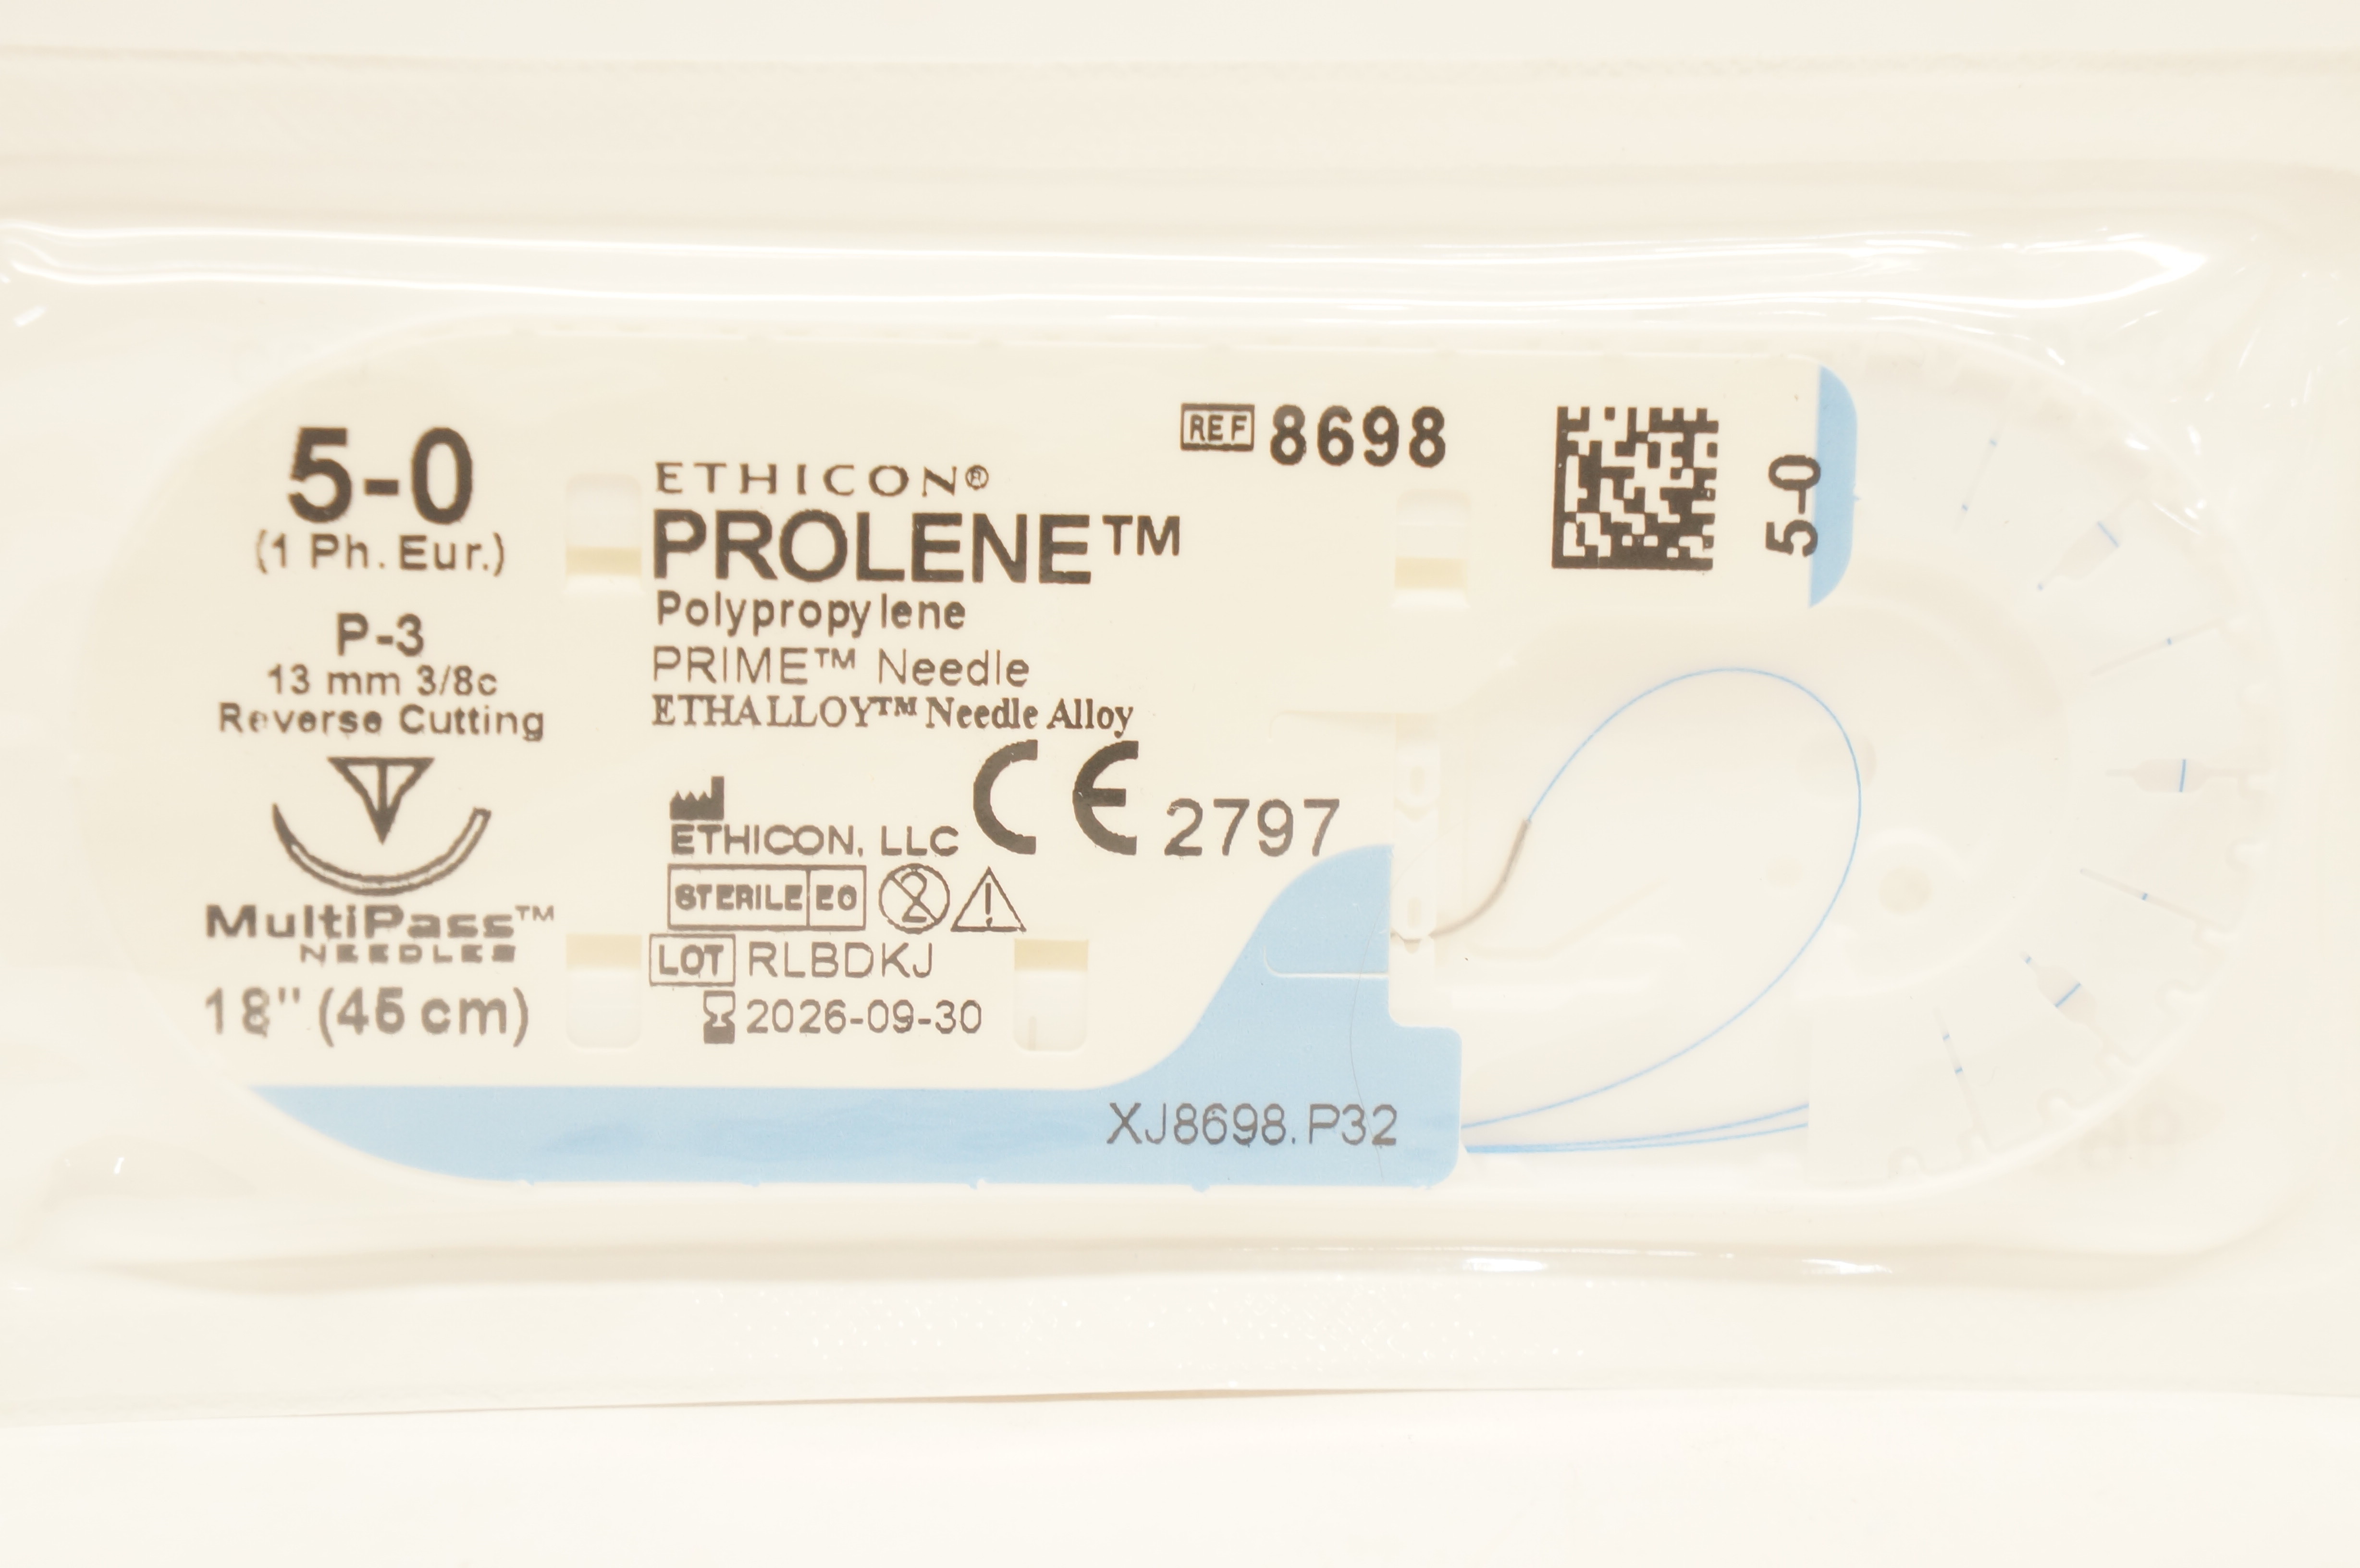 5-0
(1 Ph. Eur.)
P-3
13 mm 3/8c
Reverse Cutting
MultiPass™
NEEDLES
18" (45 cm)
ETHICON®
PROLENE™
Polypropylene
PRIME™ Needle
ETHALLOY™ Needle Alloy
CE 2797
ETHICON, LLC
STERILE EO
2
LOT RLBDKJ
2026-09-30
REF 8698
5-0
XJ8698.P32